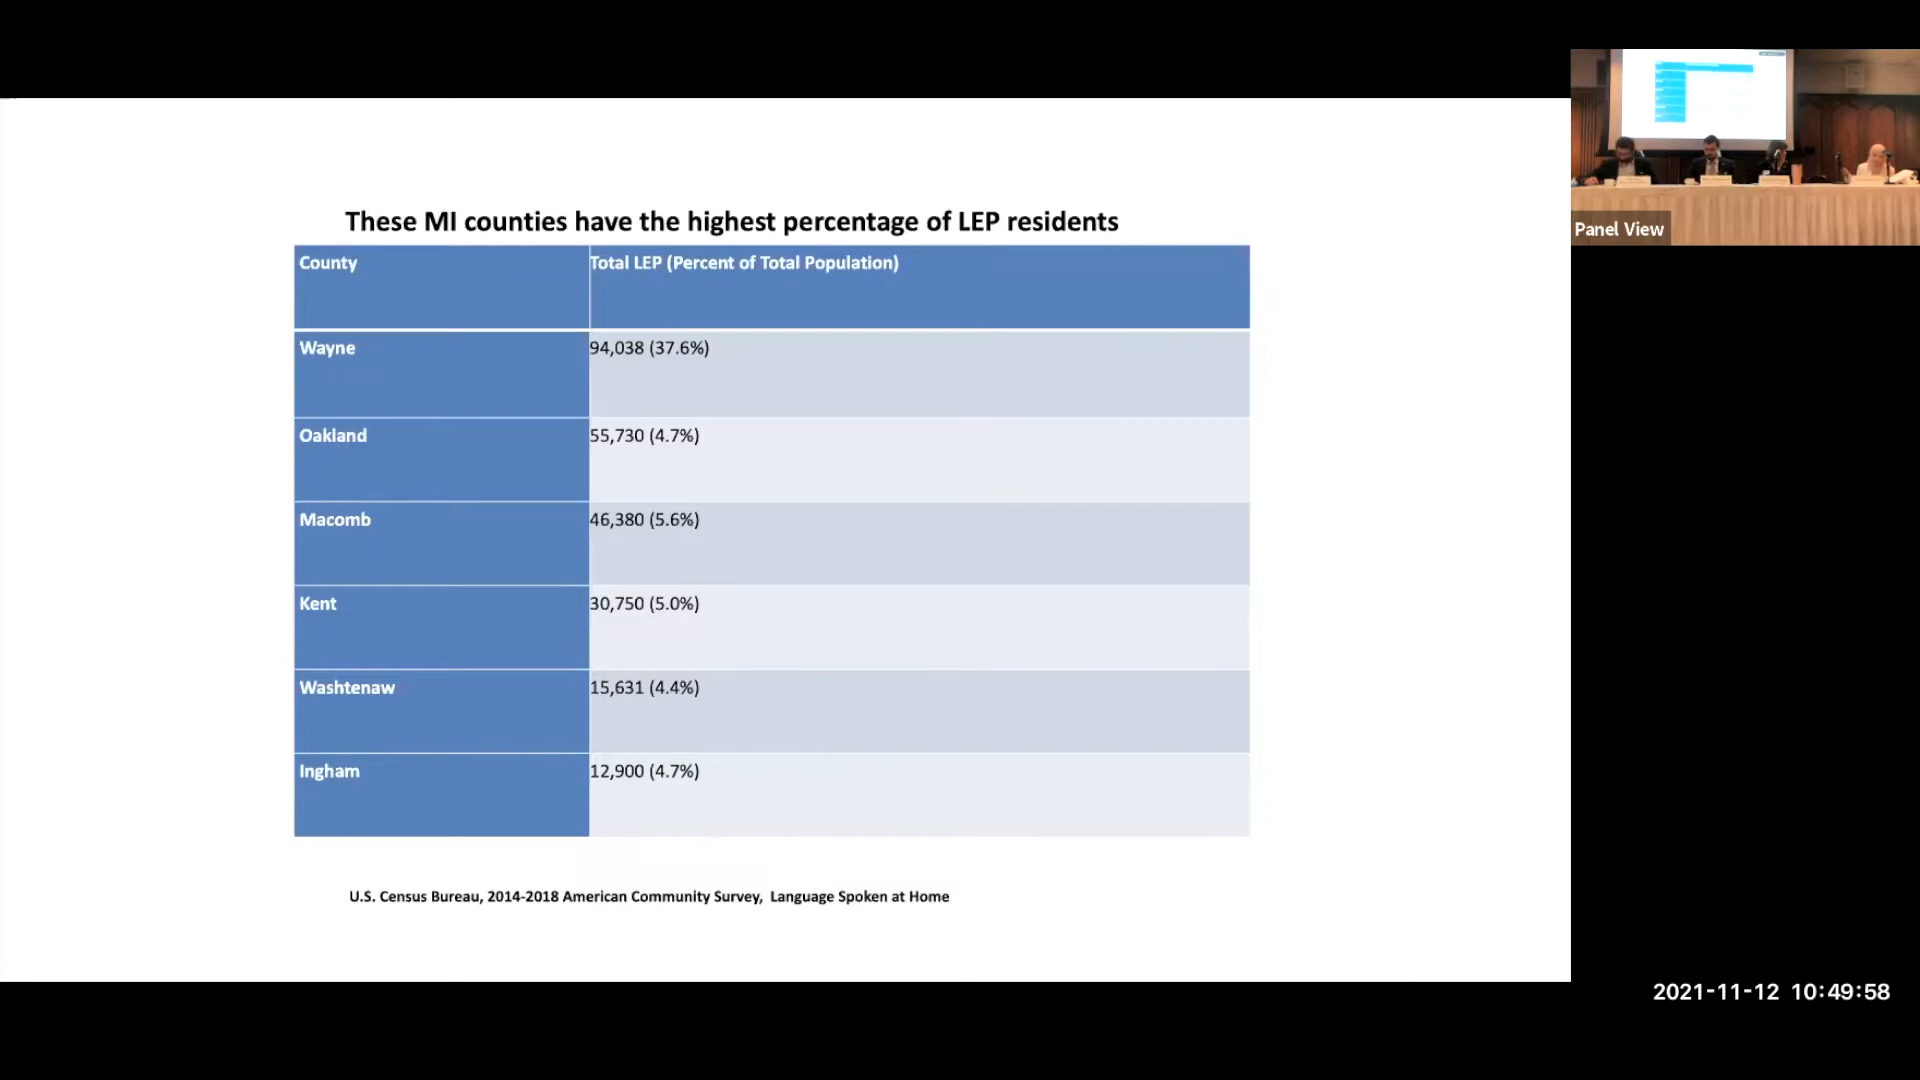 These MI counties have the highest percentage of LEP residents
County Total LEP (Percent of Total Population)
Wayne 94,038 (37.6%)
Oakland 55,730 (4.7%)
Macomb 46,380 (5.6%)
Kent 30,750 (5.0%)
Washtenaw 15,631 (4.4%)
Ingham 12,900 (4.7%)
U.S. Census Bureau, 2014-2018 American Community Survey, Language Spoken at Home
Panel View
2021-11-12 10:49:58